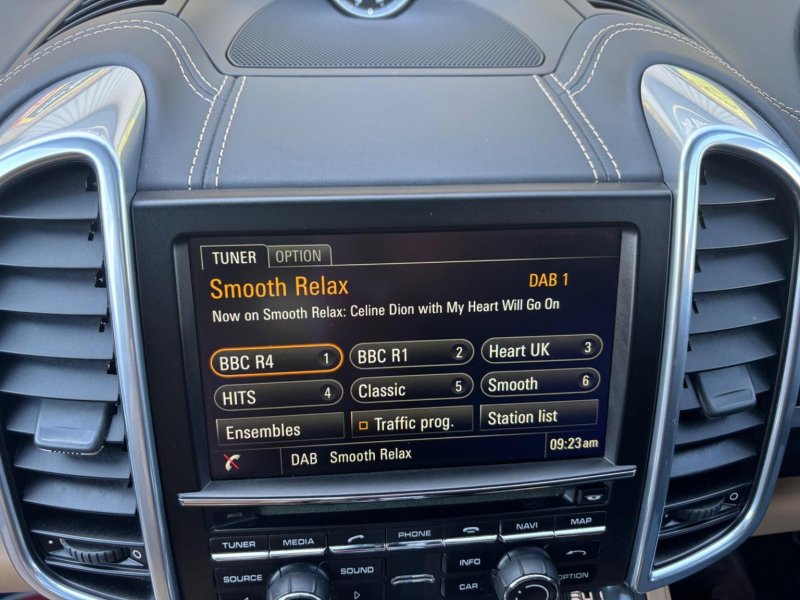 TUNER OPTION
Smooth Relax DAB 1
Now on Smooth Relax: Celine Dion with My Heart Will Go On
BBC R4 1 BBC R1 2 Heart UK 3
HITS 4 Classic 5 Smooth 6
Ensembles Traffic prog. Station list
DAB Smooth Relax 09:23am
TUNER MEDIA PHONE NAVI MAP
SOURCE SOUND INFO
CAR OPTION